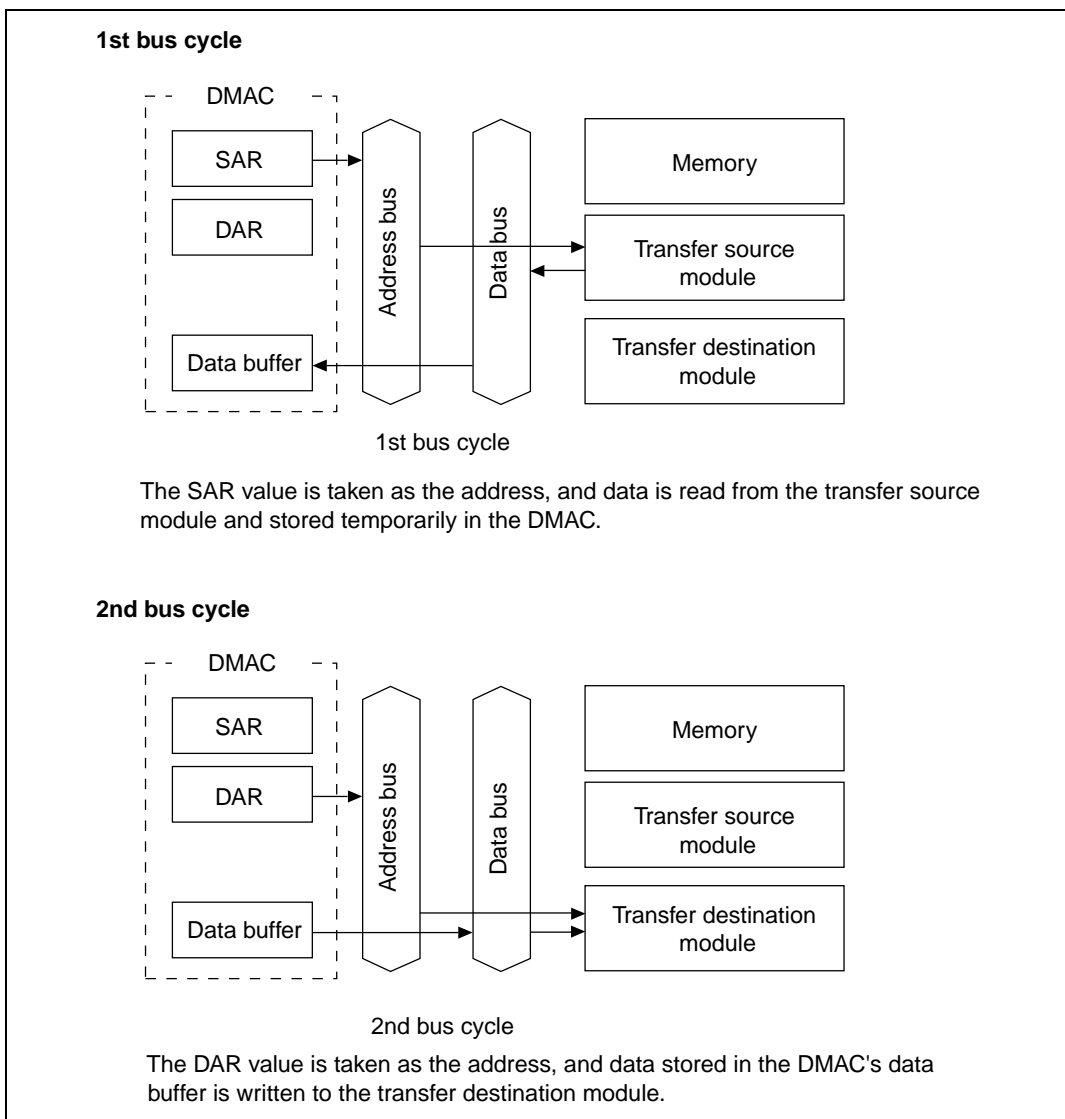 1st bus cycle
DMAC
SAR
DAR
Data buffer
Address bus
Data bus
Memory
Transfer source
module
Transfer destination
module
1st bus cycle
The SAR value is taken as the address, and data is read from the transfer source
module and stored temporarily in the DMAC.
2nd bus cycle
DMAC
SAR
DAR
Data buffer
Address bus
Data bus
Memory
Transfer source
module
Transfer destination
module
2nd bus cycle
The DAR value is taken as the address, and data stored in the DMAC's data
buffer is written to the transfer destination module.